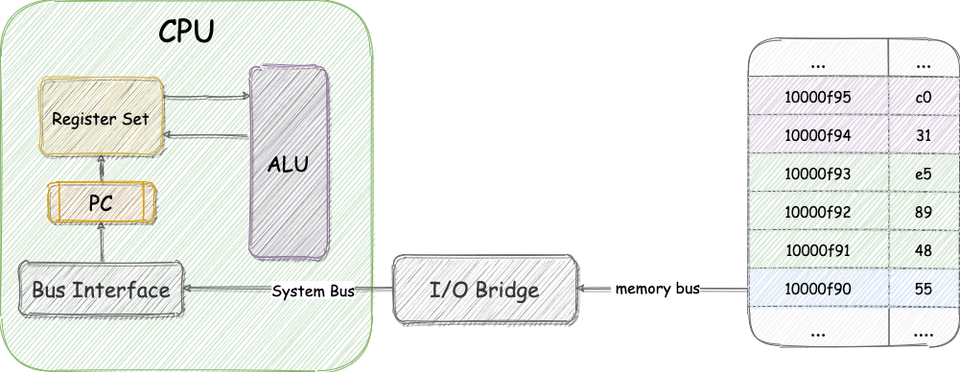 CPU
Register Set
ALU
PC
Bus Interface
System Bus
I/O Bridge
memory bus
... ...
10000f95 c0
10000f94 31
10000f93 e5
10000f92 89
10000f91 48
10000f90 55
... ....